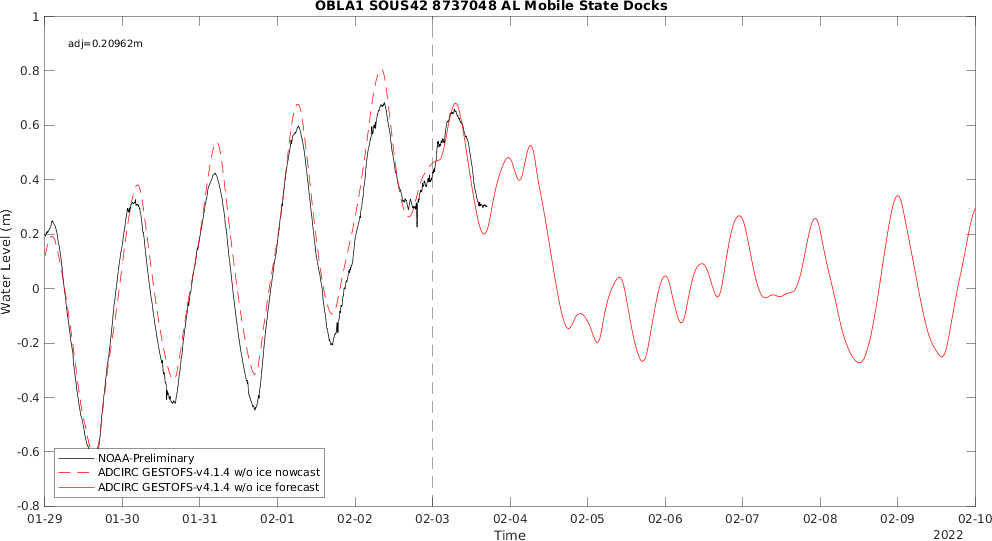 OBLA1 SOUS42 8737048 AL Mobile State Docks
adj=0.20962m
1
0.8
0.6
0.4
0.2
0
-0.2
-0.4
-0.6
-0.8
Water Level (m)
NOAA-Preliminary
ADCIRC GESTOFS-v4.1.4 w/o ice nowcast
ADCIRC GESTOFS-v4.1.4 w/o ice forecast
01-29 01-30 01-31 02-01 02-02 02-03 02-04 02-05 02-06 02-07 02-08 02-09 02-10
Time
2022